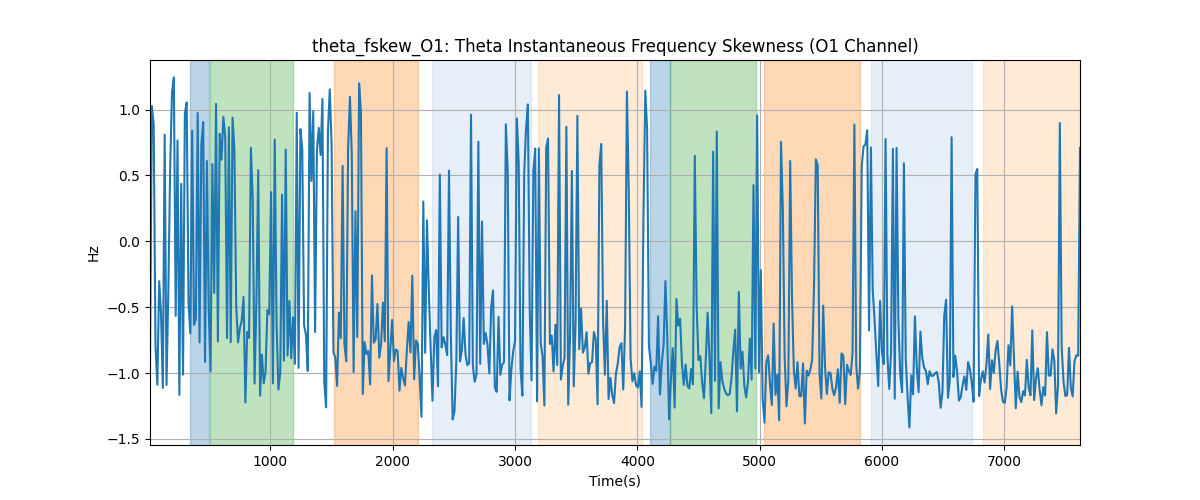 theta_fskew_O1: Theta Instantaneous Frequency Skewness (O1 Channel)
1.0
0.5
0.0
−0.5
−1.0
−1.5
Hz
1000 2000 3000 4000 5000 6000 7000
Time(s)